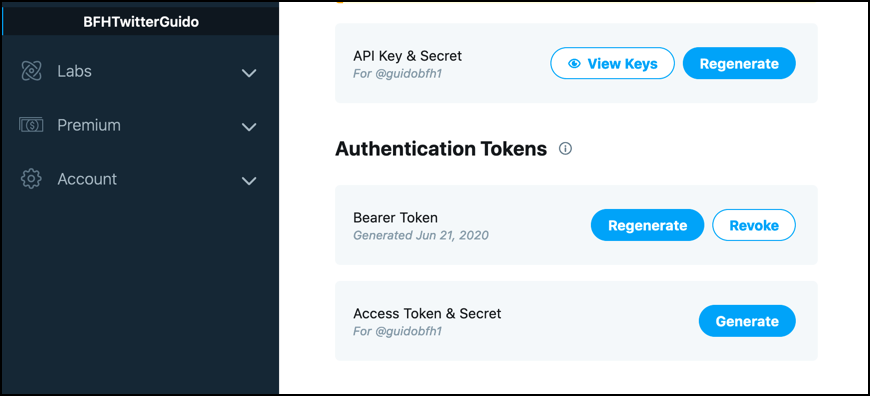 BFHTwitterGuido
Labs
Premium
Account
API Key & Secret
For @guidobfh1
View Keys
Regenerate
Authentication Tokens
Bearer Token
Generated Jun 21, 2020
Regenerate
Revoke
Access Token & Secret
For @guidobfh1
Generate